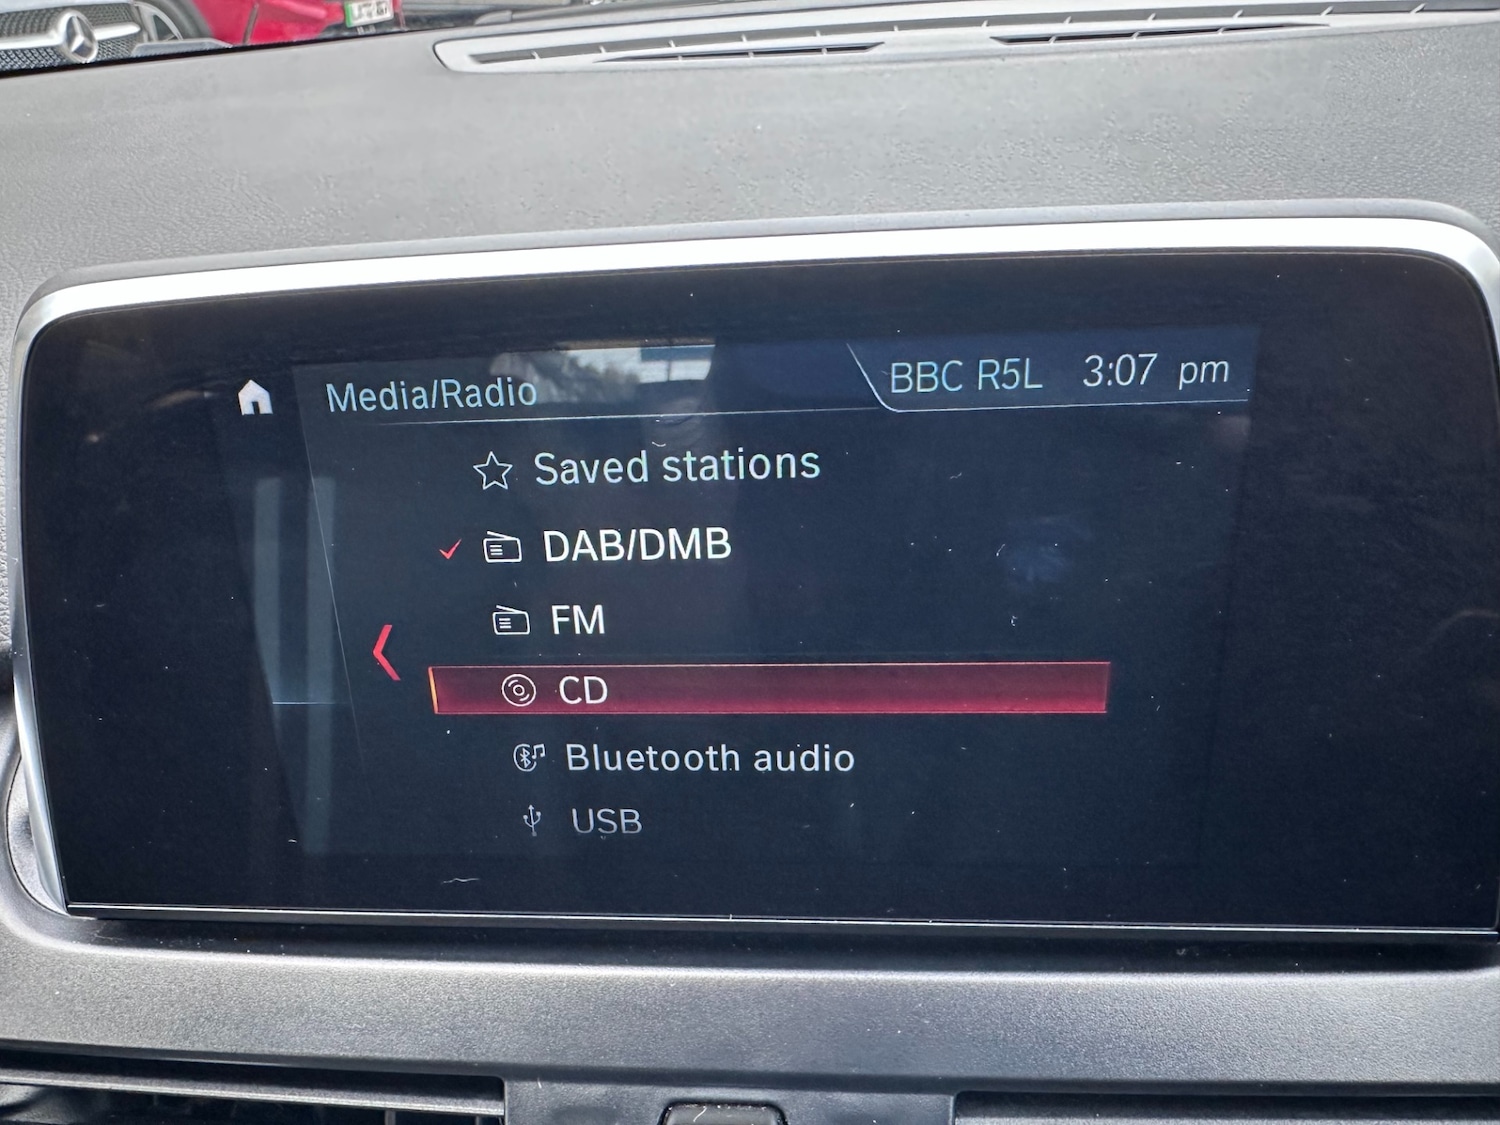 Media/Radio
BBC R5L 3:07 pm
Saved stations
DAB/DMB
FM
CD
Bluetooth audio
USB